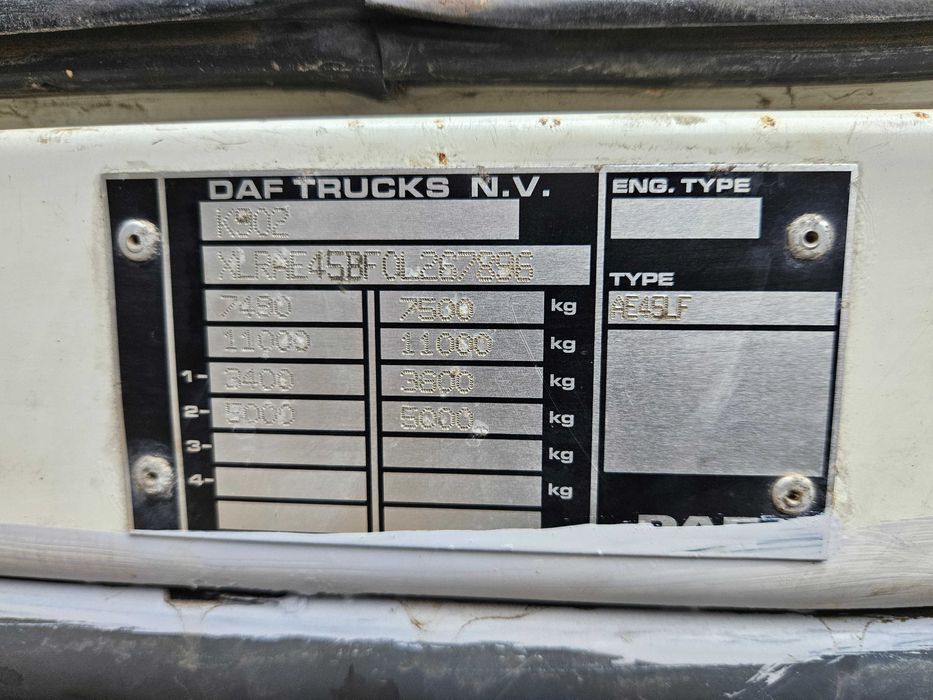 DAF TRUCKS N.V.
K902
XLRAE45BF0L267896
7490 7500 kg
11000 11000 kg
1- 3400 3800 kg
2- 5000 5000 kg
3- kg
4- kg
ENG. TYPE
TYPE
AE45LF
DAF